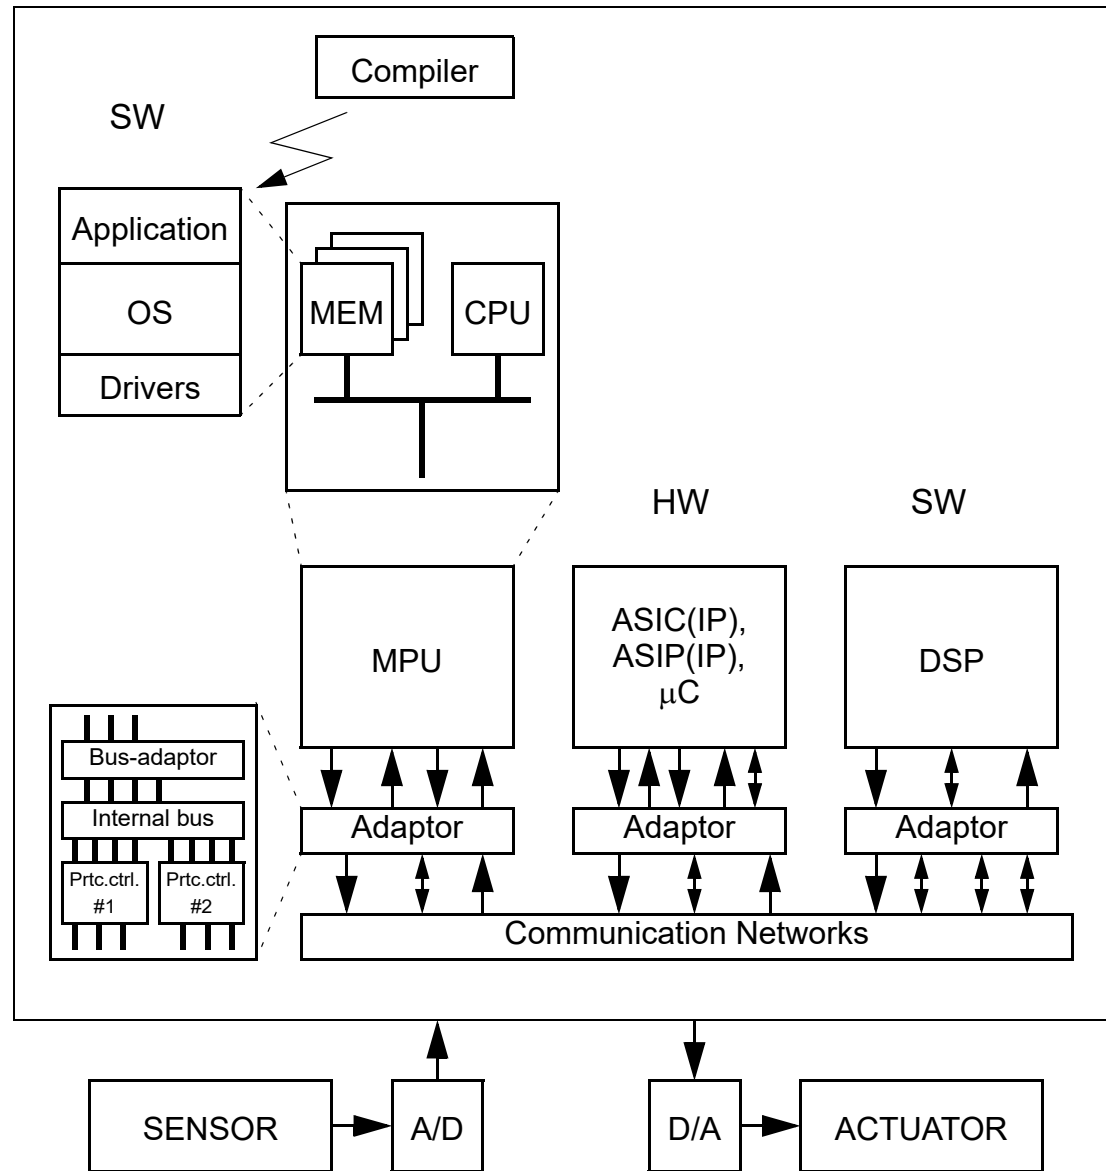 Compiler
SW
Application
OS
Drivers
MEM
CPU
HW
SW
MPU
ASIC(IP),
ASIP(IP),
μC
DSP
Bus-adaptor
Internal bus
Prtc.ctrl.
#1
Prtc.ctrl.
#2
Adaptor
Adaptor
Adaptor
Communication Networks
SENSOR
A/D
D/A
ACTUATOR